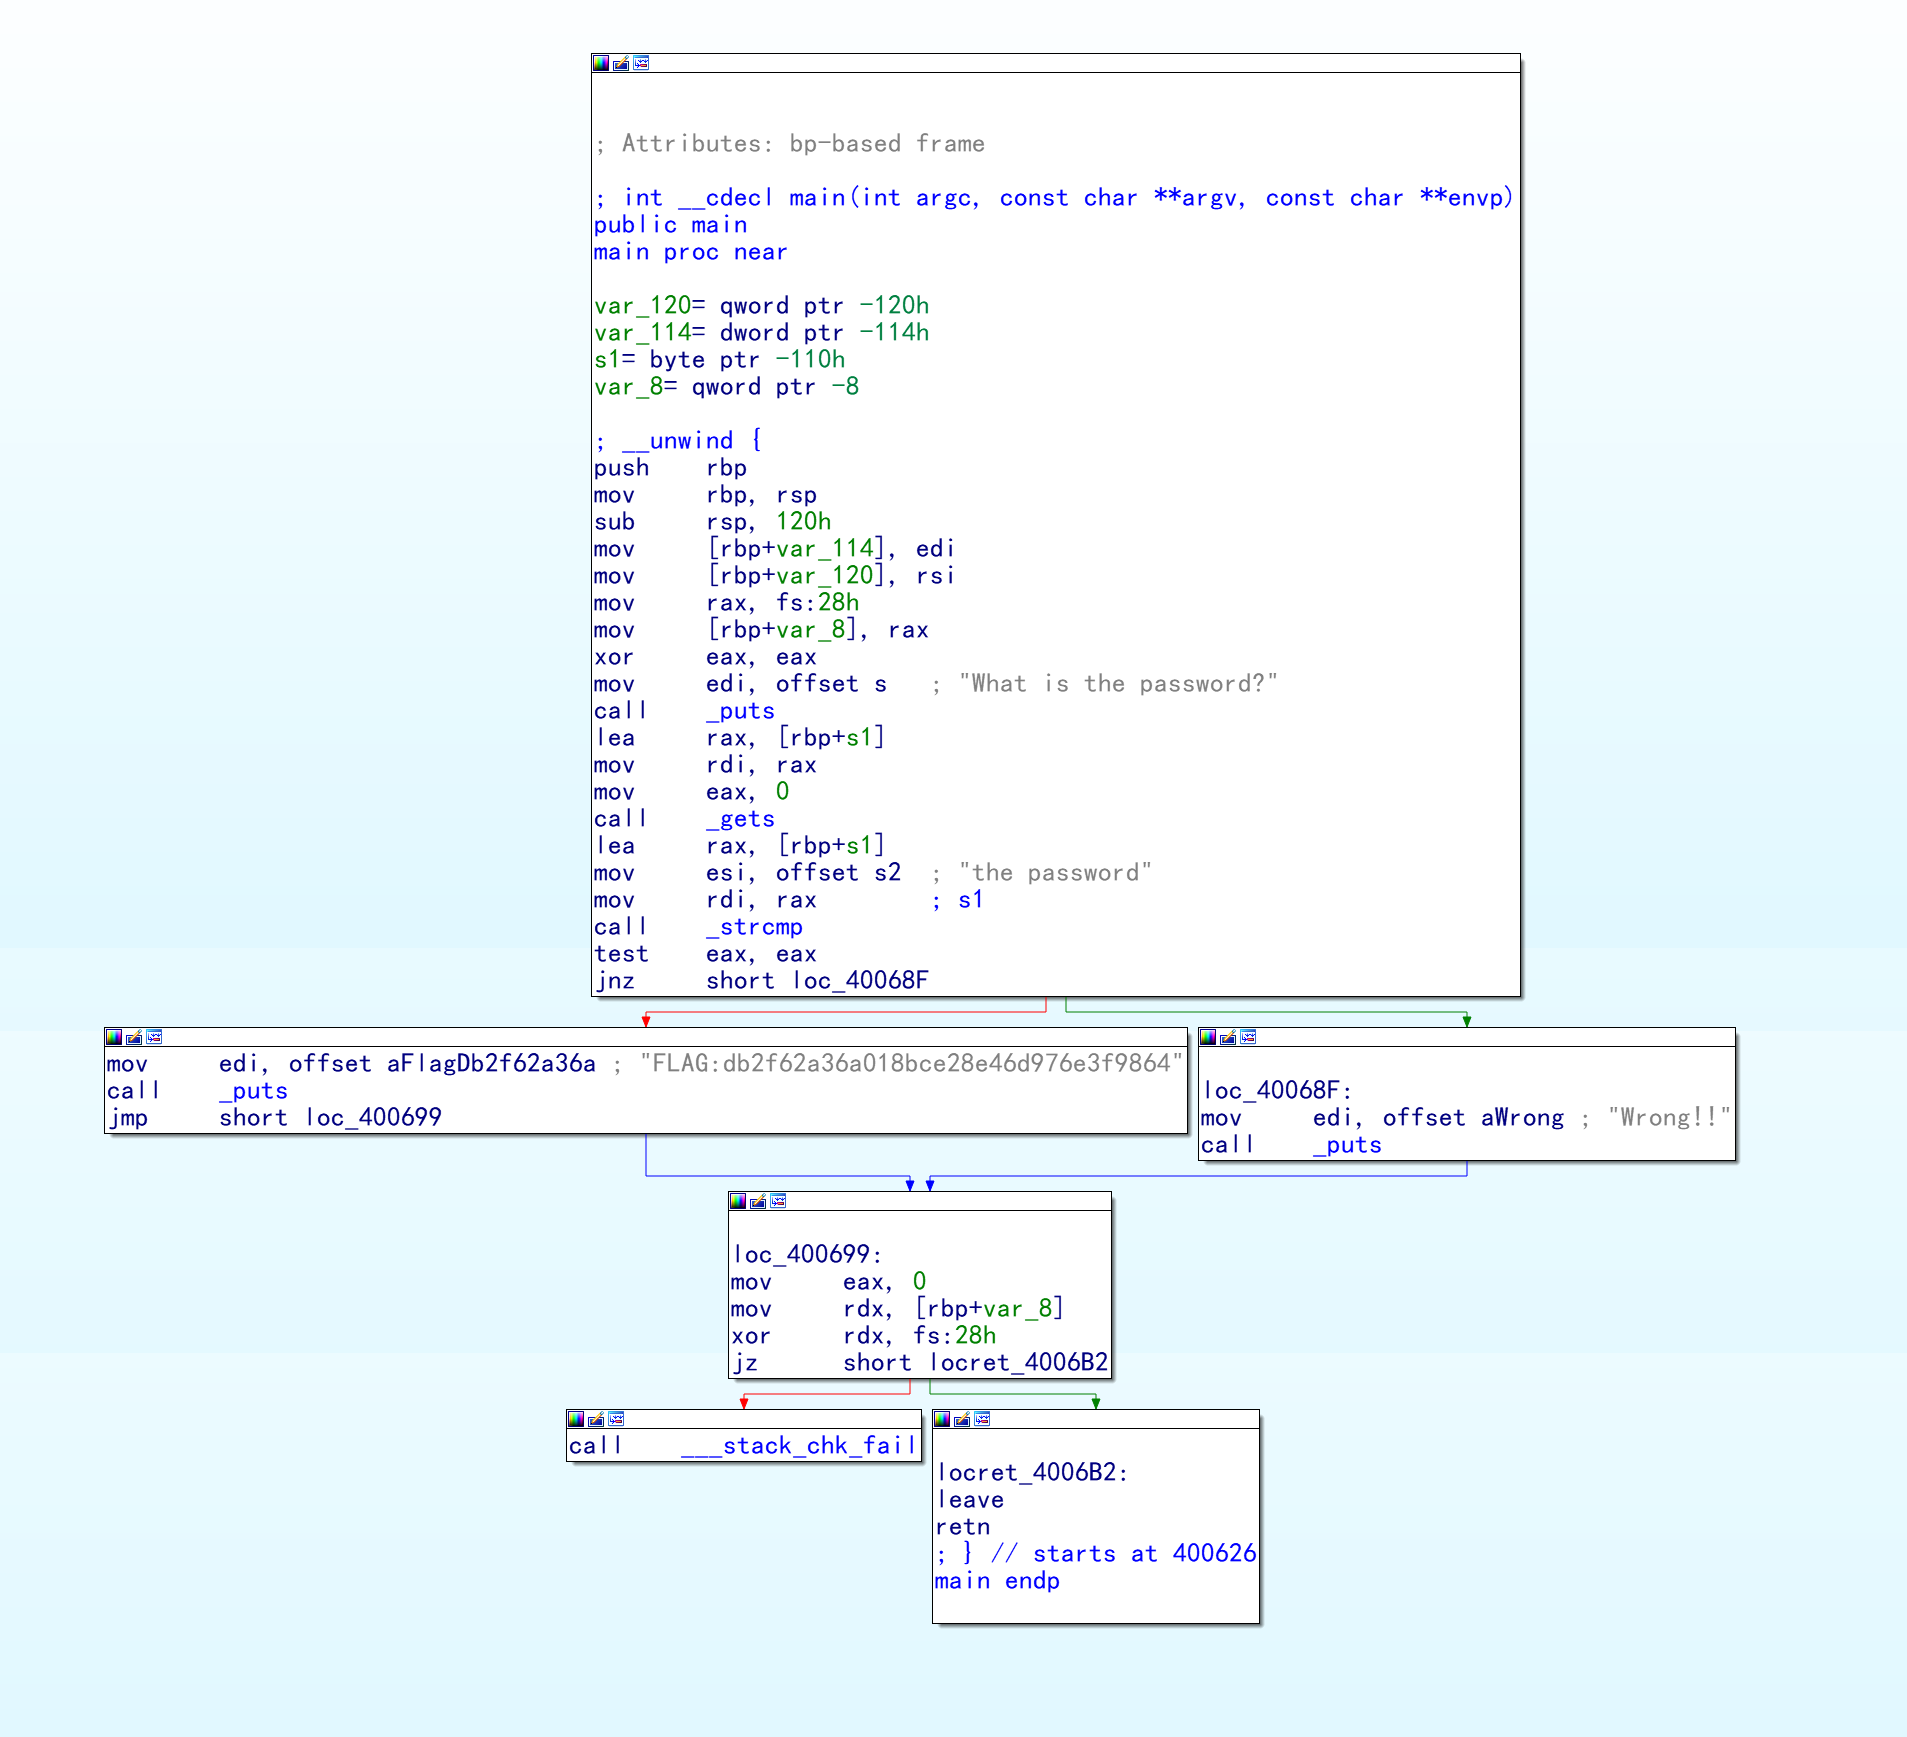 ; Attributes: bp-based frame
; int __cdecl main(int argc, const char **argv, const char **envp)
public main
main proc near
var_120= qword ptr -120h
var_114= dword ptr -114h
s1= byte ptr -110h
var_8= qword ptr -8
; __unwind {
push rbp
mov rbp, rsp
sub rsp, 120h
mov [rbp+var_114], edi
mov [rbp+var_120], rsi
mov rax, fs:28h
mov [rbp+var_8], rax
xor eax, eax
mov edi, offset s ; "What is the password?"
call _puts
lea rax, [rbp+s1]
mov rdi, rax
mov eax, 0
call _gets
lea rax, [rbp+s1]
mov esi, offset s2 ; "the password"
mov rdi, rax ; s1
call _strcmp
test eax, eax
jnz short loc_40068F
mov edi, offset aFlagDb2f62a36a ; "FLAG:db2f62a36a018bce28e46d976e3f9864"
call _puts
jmp short loc_400699
loc_40068F:
mov edi, offset aWrong ; "Wrong!!"
call _puts
loc_400699:
mov eax, 0
mov rdx, [rbp+var_8]
xor rdx, fs:28h
jz short locret_4006B2
call ___stack_chk_fail
locret_4006B2:
leave
retn
; } // starts at 400626
main endp